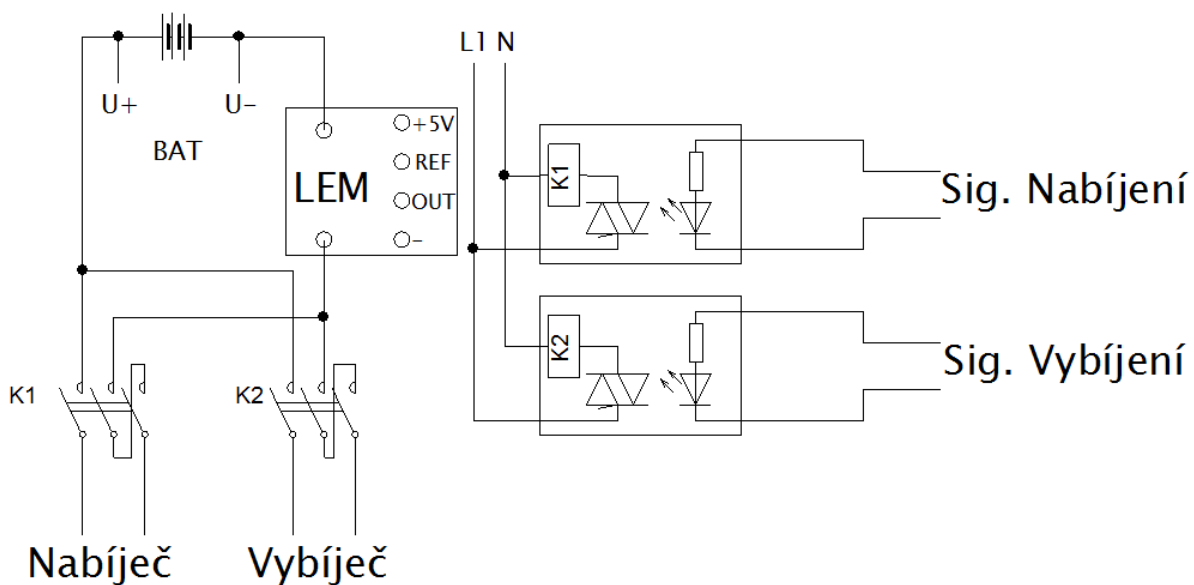 L1 N
U+
U-
BAT
LEM
+5V
REF
OUT
-
K1
Sig. Nabíjení
K2
Sig. Vybíjení
K1
K2
Nabíječ
Vybíječ